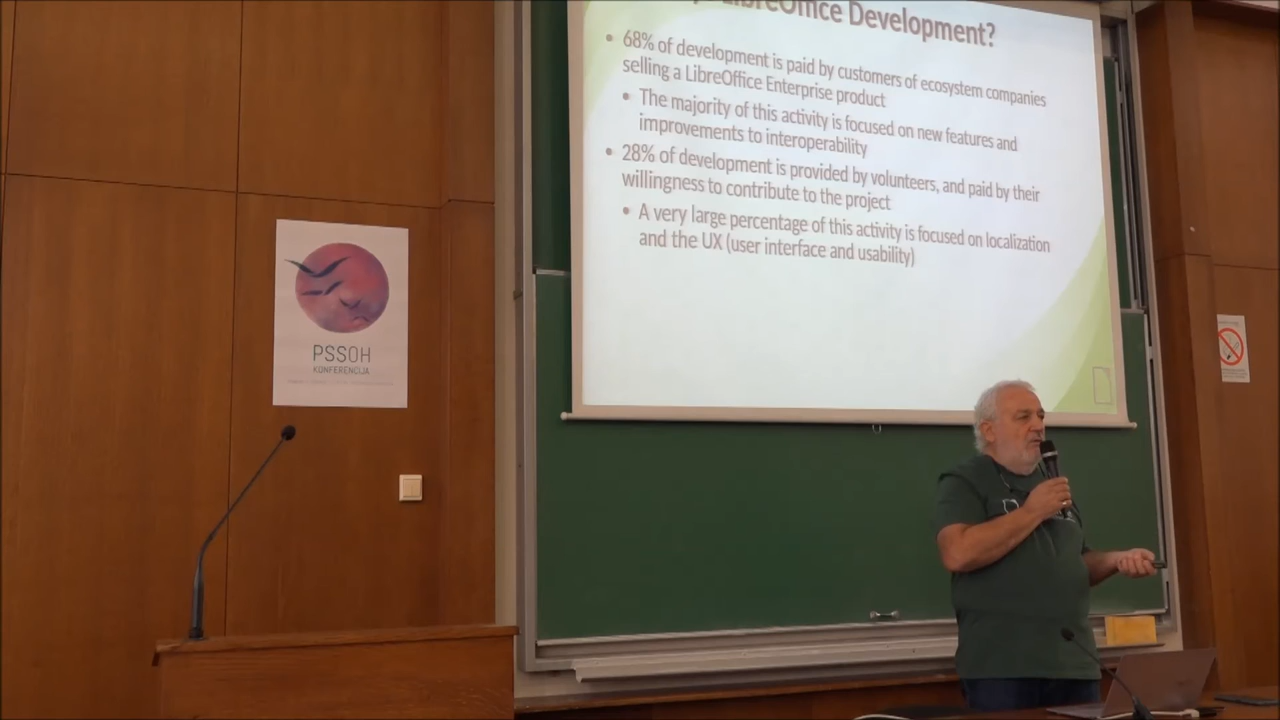 LibreOffice Development?
• 68% of development is paid by customers of ecosystem companies
selling a LibreOffice Enterprise product
• The majority of this activity is focused on new features and
improvements to interoperability
• 28% of development is provided by volunteers, and paid by their
willingness to contribute to the project
• A very large percentage of this activity is focused on localization
and the UX (user interface and usability)
PSSOH
KONFERENCIJA